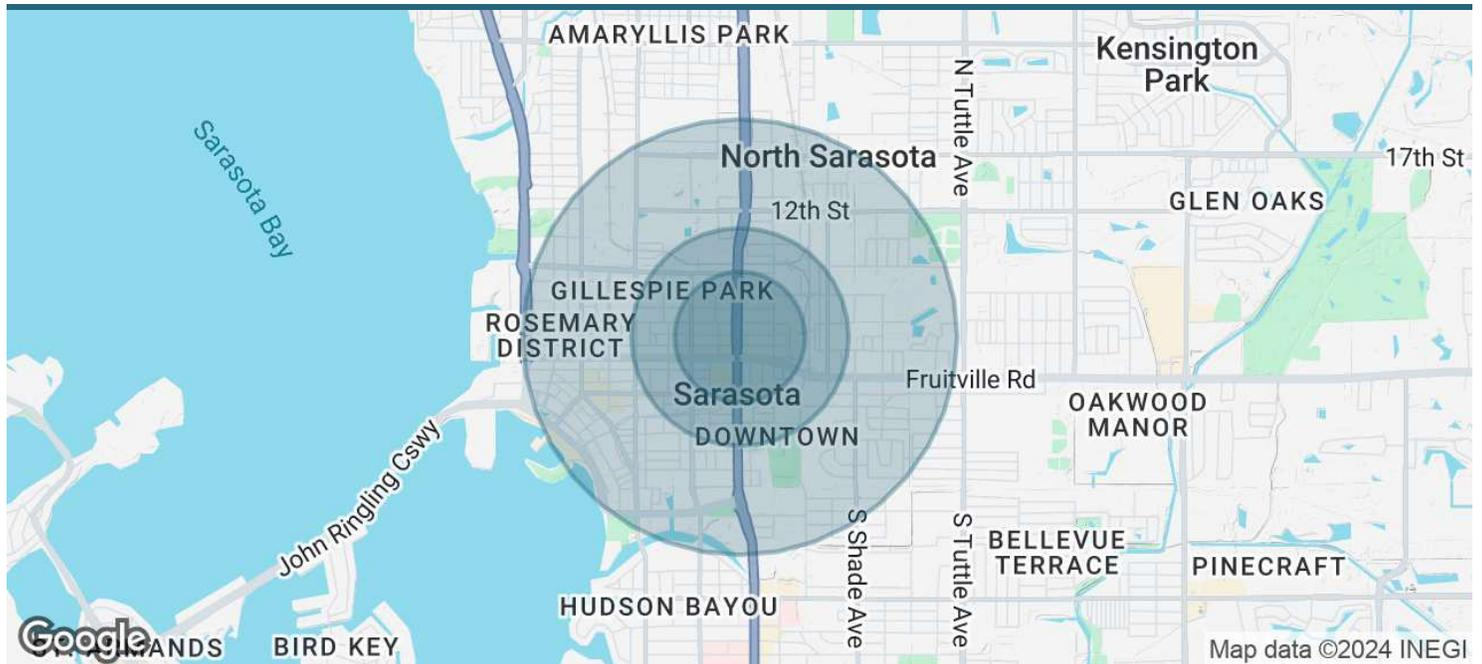 AMARYLLIS PARK
Kensington
Park
N Tuttle Ave
Sarasota Bay
North Sarasota
17th St
12th St
GLEN OAKS
GILLESPIE PARK
ROSEMARY
DISTRICT
Fruitville Rd
Sarasota
OAKWOOD
MANOR
DOWNTOWN
John Ringling Cswy
S Shade Ave
S Tuttle Ave
BELLEVUE
TERRACE
PINECRAFT
HUDSON BAYOU
Google
BIRD KEY
Map data ©2024 INEGI